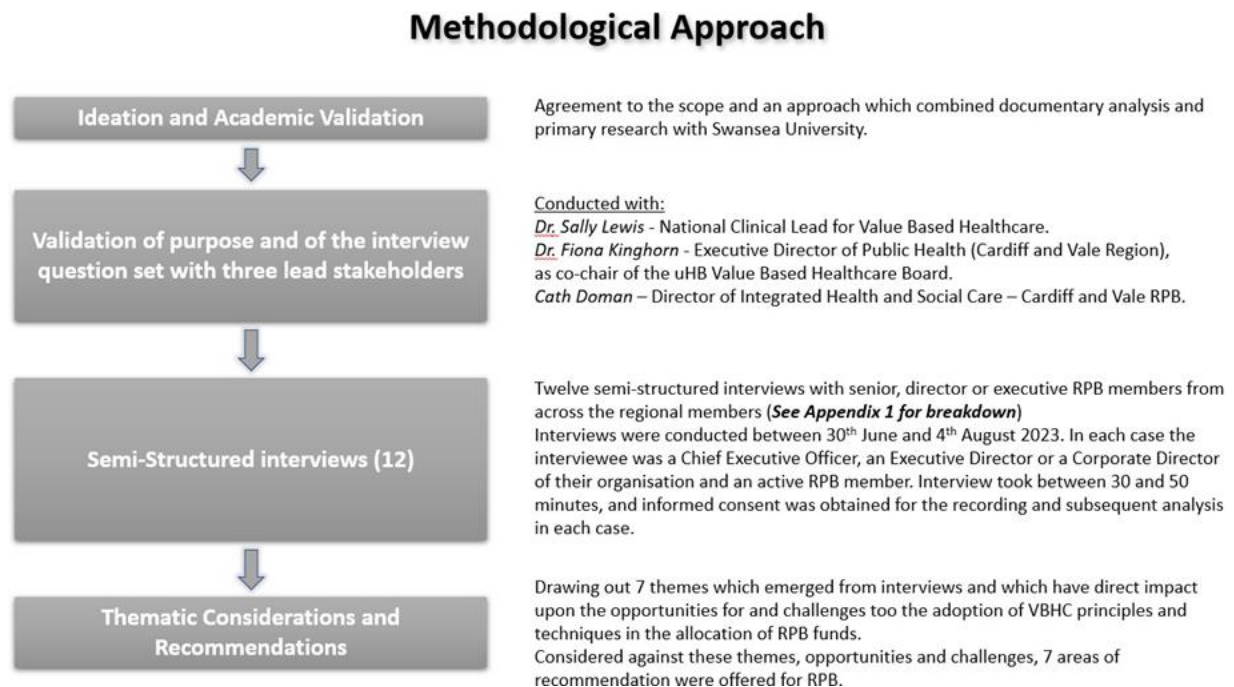 Methodological Approach
Ideation and Academic Validation
Agreement to the scope and an approach which combined documentary analysis and
primary research with Swansea University.
Validation of purpose and of the interview
question set with three lead stakeholders
Conducted with:
Dr. Sally Lewis - National Clinical Lead for Value Based Healthcare.
Dr. Fiona Kinghorn - Executive Director of Public Health (Cardiff and Vale Region),
as co-chair of the uHB Value Based Healthcare Board.
Cath Doman – Director of Integrated Health and Social Care – Cardiff and Vale RPB.
Semi-Structured interviews (12)
Twelve semi-structured interviews with senior, director or executive RPB members from
across the regional members (See Appendix 1 for breakdown)
Interviews were conducted between 30th June and 4th August 2023. In each case the
interviewee was a Chief Executive Officer, an Executive Director or a Corporate Director
of their organisation and an active RPB member. Interview took between 30 and 50
minutes, and informed consent was obtained for the recording and subsequent analysis
in each case.
Thematic Considerations and
Recommendations
Drawing out 7 themes which emerged from interviews and which have direct impact
upon the opportunities for and challenges too the adoption of VBHC principles and
techniques in the allocation of RPB funds.
Considered against these themes, opportunities and challenges, 7 areas of
recommendation were offered for RPB.